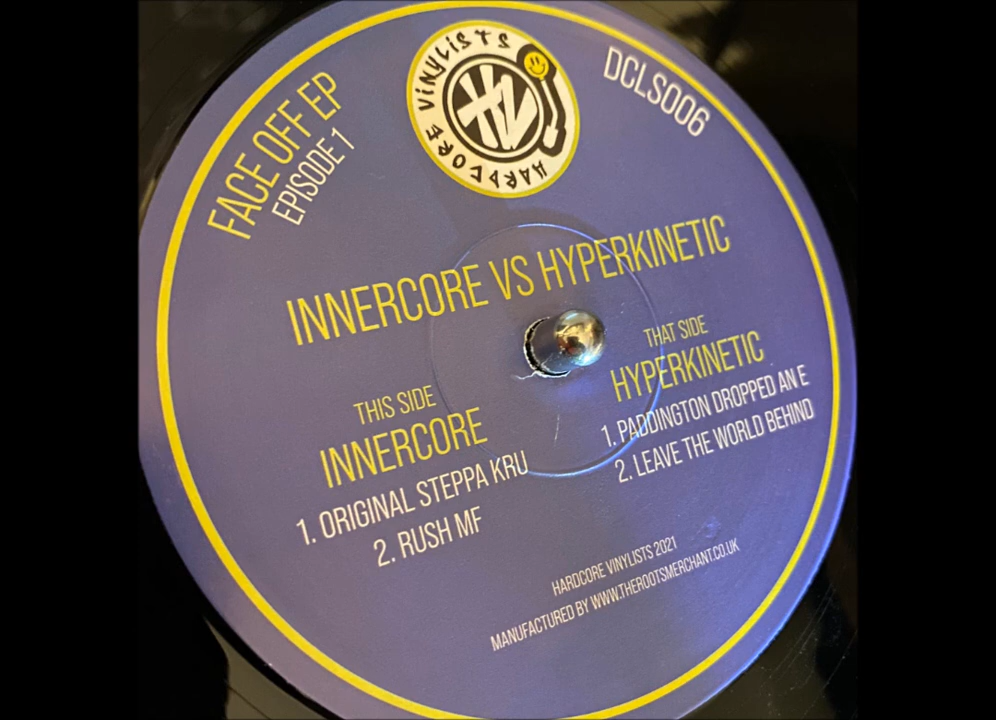 HARDCORE VINYLISTS
HV
FACE OFF EP
EPISODE 1
DCLS006
INNERCORE VS HYPERKINETIC
THIS SIDE
INNERCORE
1. ORIGINAL STEPPA KRU
2. RUSH MF
THAT SIDE
HYPERKINETIC
1. PADDINGTON DROPPED AN E
2. LEAVE THE WORLD BEHIND
HARDCORE VINYLISTS 2021
MANUFACTURED BY WWW.THEROOTSMERCHANT.CO.UK